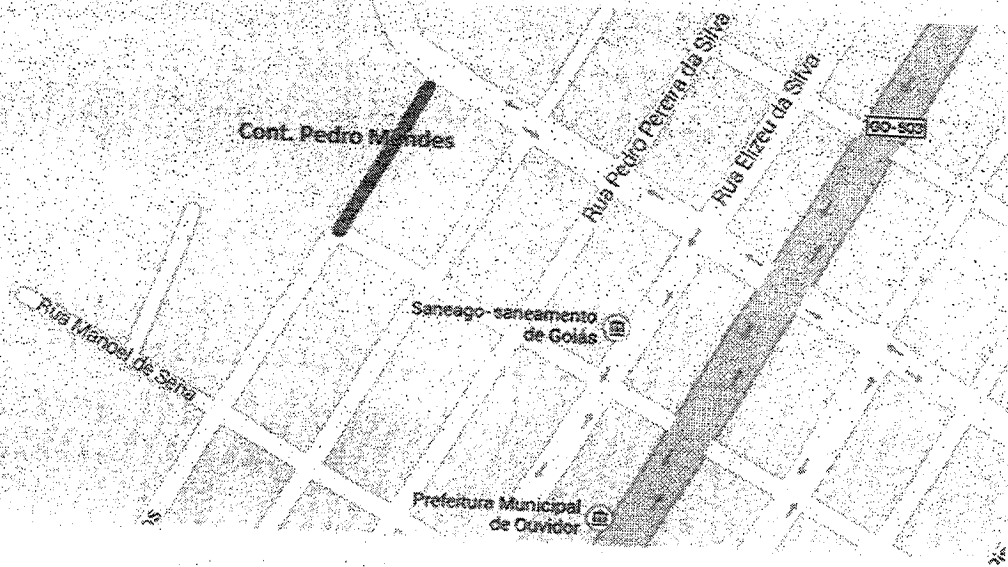 Rua Pedro Pereira da Silva
Rua Elizeu da Silva
GO-503
Cont. Pedro Mendes
Saneago-saneamento
de Goiás
Rua Manoel de Sena
Prefeitura Municipal
de Ouvidor